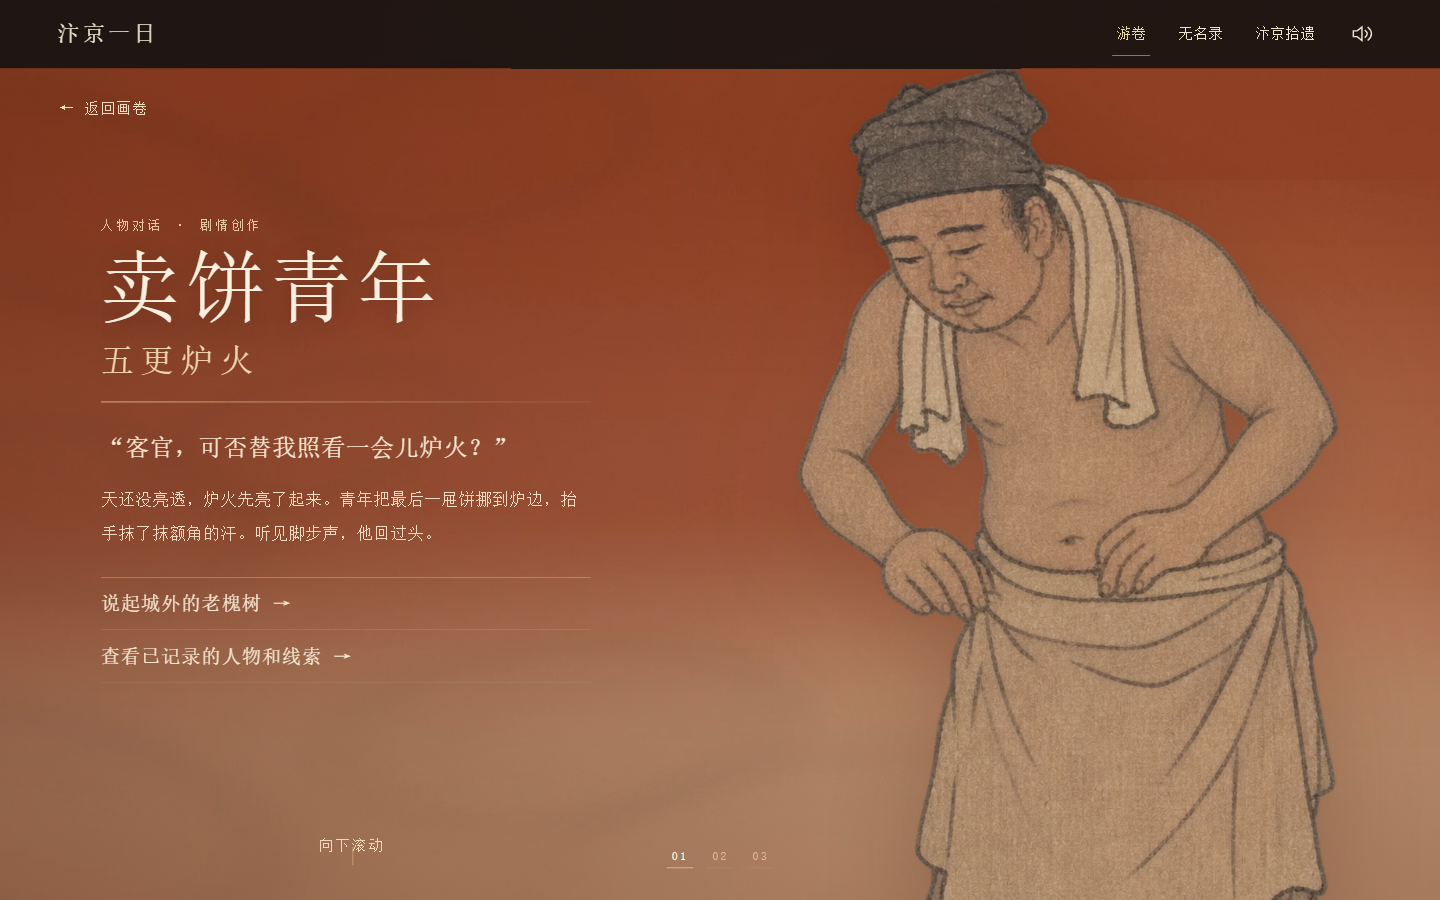 汴京一日
游卷 无名录 汴京拾遗
← 返回画卷
人物对话 · 剧情创作
卖饼青年
五更炉火
“客官，可否替我照看一会儿炉火？”
天还没亮透，炉火先亮了起来。青年把最后一屉饼挪到炉边，抬
手抹了抹额角的汗。听见脚步声，他回过头。
说起城外的老槐树 →
查看已记录的人物和线索 →
向下滚动
01 02 03